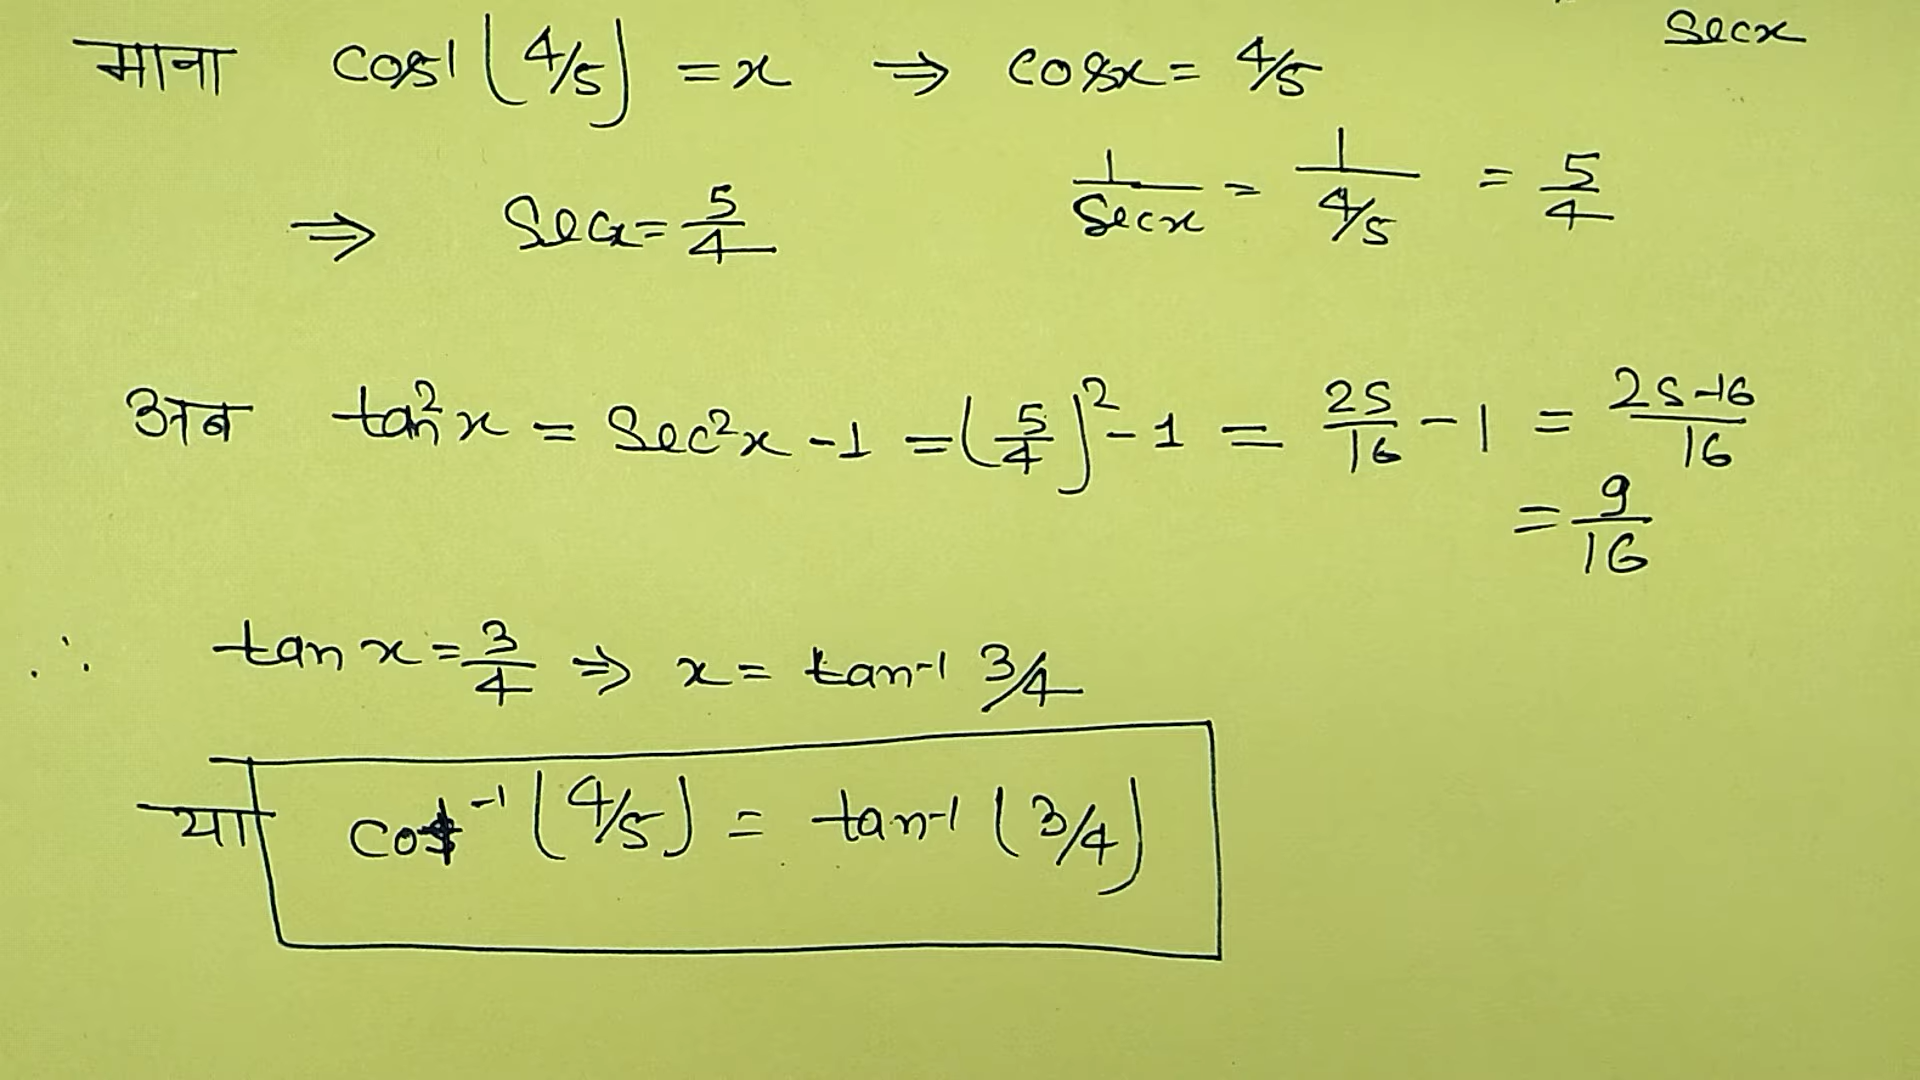 secx
माना cos⁻¹(4/5) = x ⇒ cosx = 4/5
1/secx = 1/(4/5) = 5/4
⇒ Secx = 5/4
अब tan²x = Sec²x - 1 = (5/4)² - 1 = 25/16 - 1 = 25-16/16
= 9/16
∴ tan x = 3/4 ⇒ x = tan⁻¹ 3/4
या cos⁻¹(4/5) = tan⁻¹(3/4)